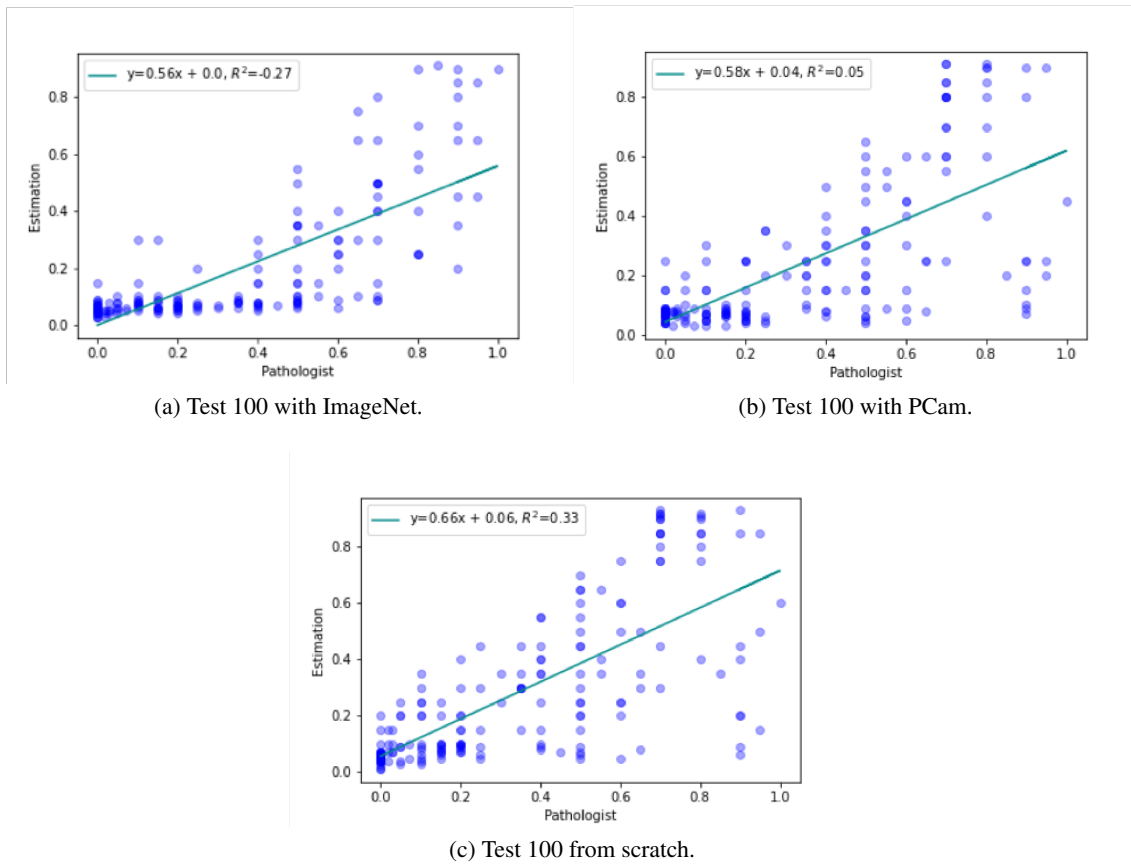 y=0.56x + 0.0, R²=-0.27
0.8
0.6
0.4
0.2
0.0
Estimation
0.0 0.2 0.4 0.6 0.8 1.0
Pathologist
(a) Test 100 with ImageNet.
y=0.58x + 0.04, R²=0.05
0.8
0.6
0.4
0.2
0.0
Estimation
0.0 0.2 0.4 0.6 0.8 1.0
Pathologist
(b) Test 100 with PCam.
y=0.66x + 0.06, R²=0.33
0.8
0.6
0.4
0.2
0.0
Estimation
0.0 0.2 0.4 0.6 0.8 1.0
Pathologist
(c) Test 100 from scratch.